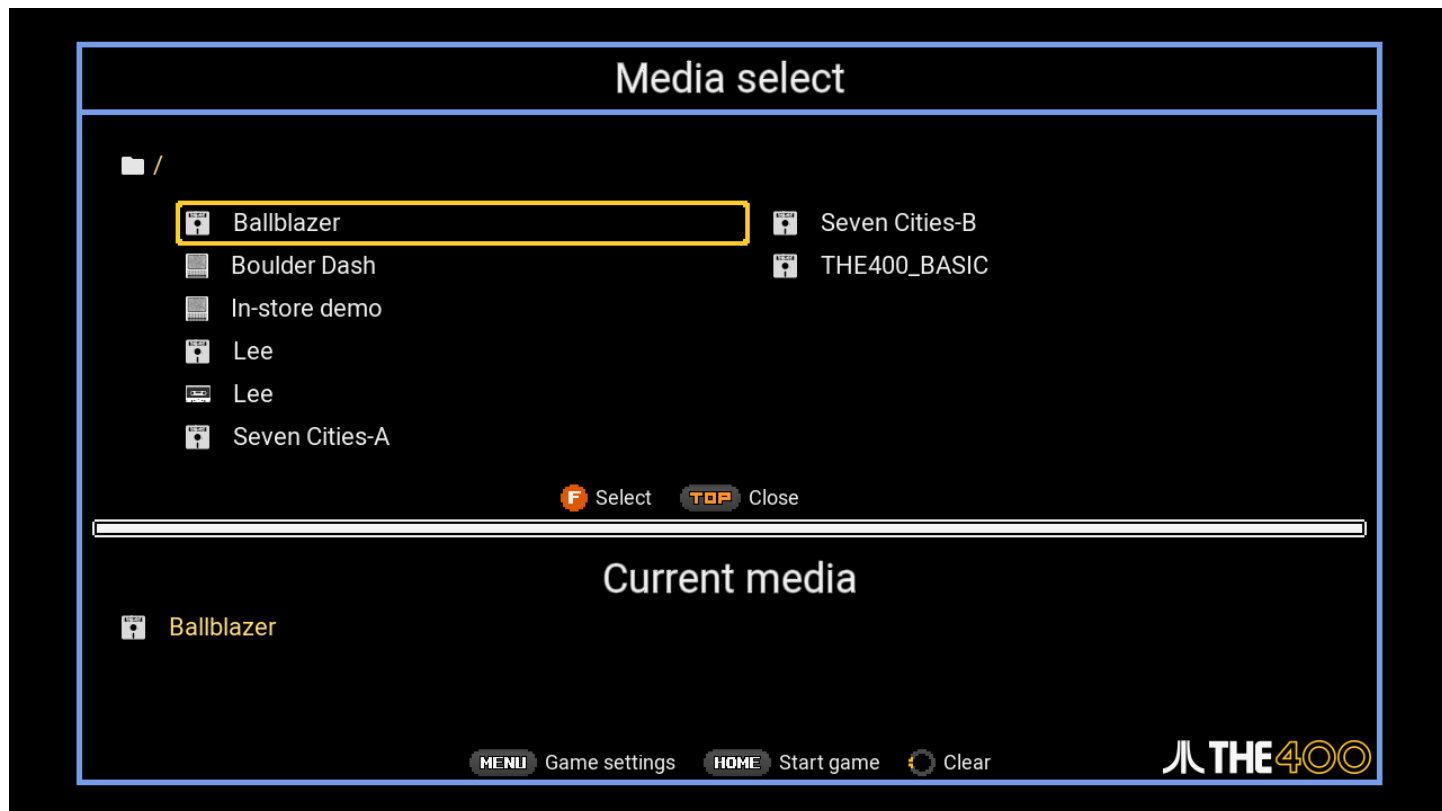 Media select
/
Ballblazer
Boulder Dash
In-store demo
Lee
Lee
Seven Cities-A
Seven Cities-B
THE400_BASIC
F Select TOP Close
Current media
Ballblazer
MENU Game settings HOME Start game Clear
THE400